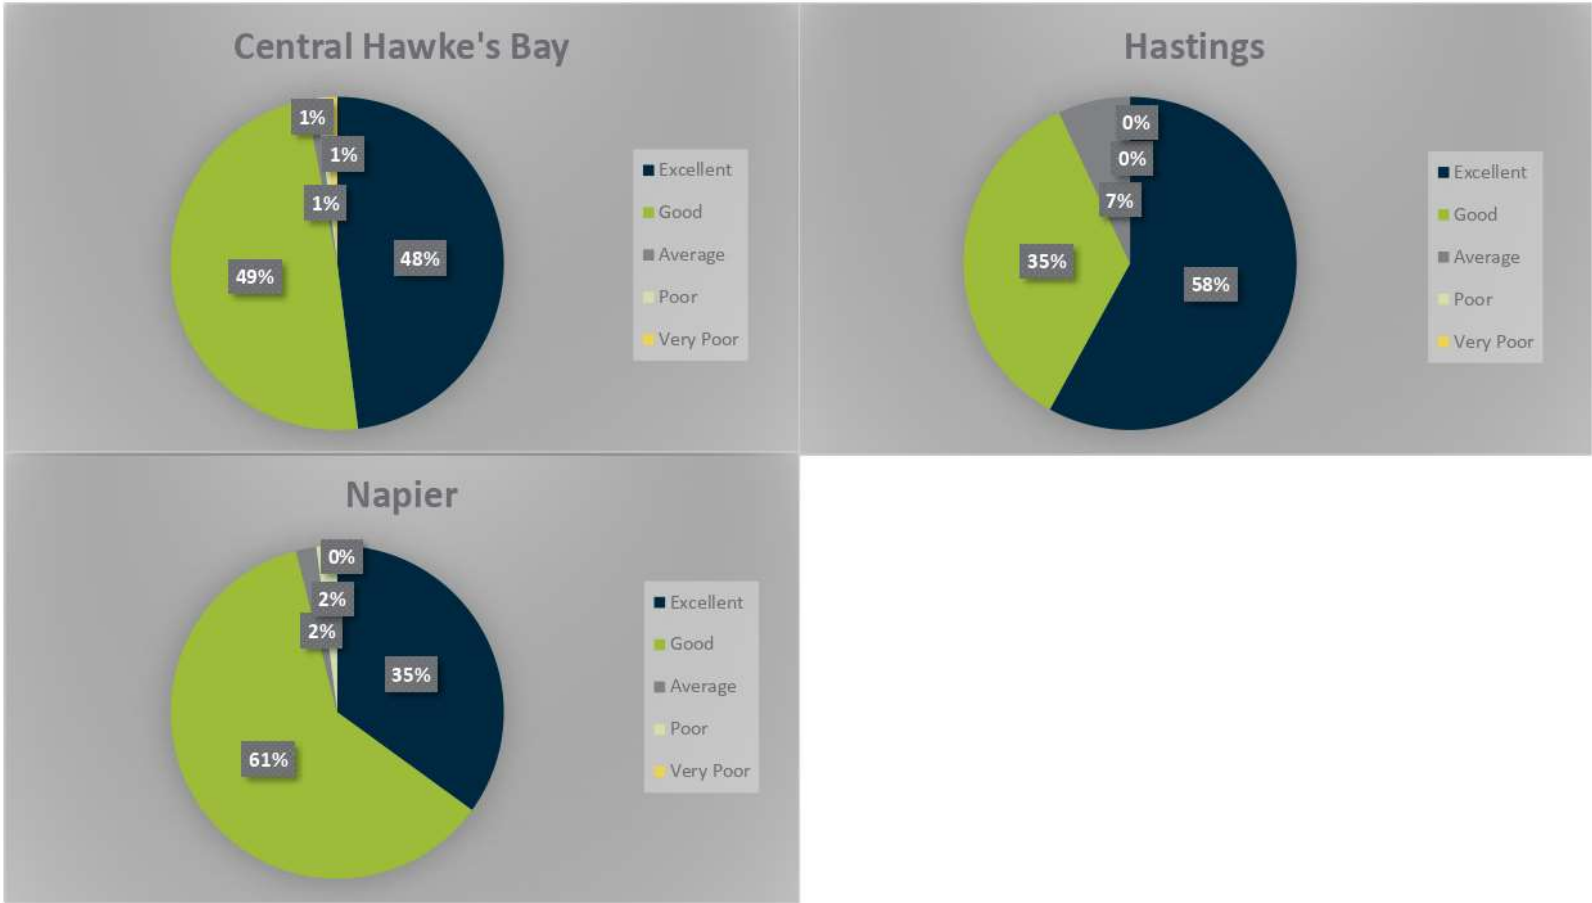 Central Hawke's Bay
1%
1%
1%
48%
49%
Excellent
Good
Average
Poor
Very Poor
Hastings
0%
0%
7%
35%
58%
Excellent
Good
Average
Poor
Very Poor
Napier
0%
2%
2%
35%
61%
Excellent
Good
Average
Poor
Very Poor